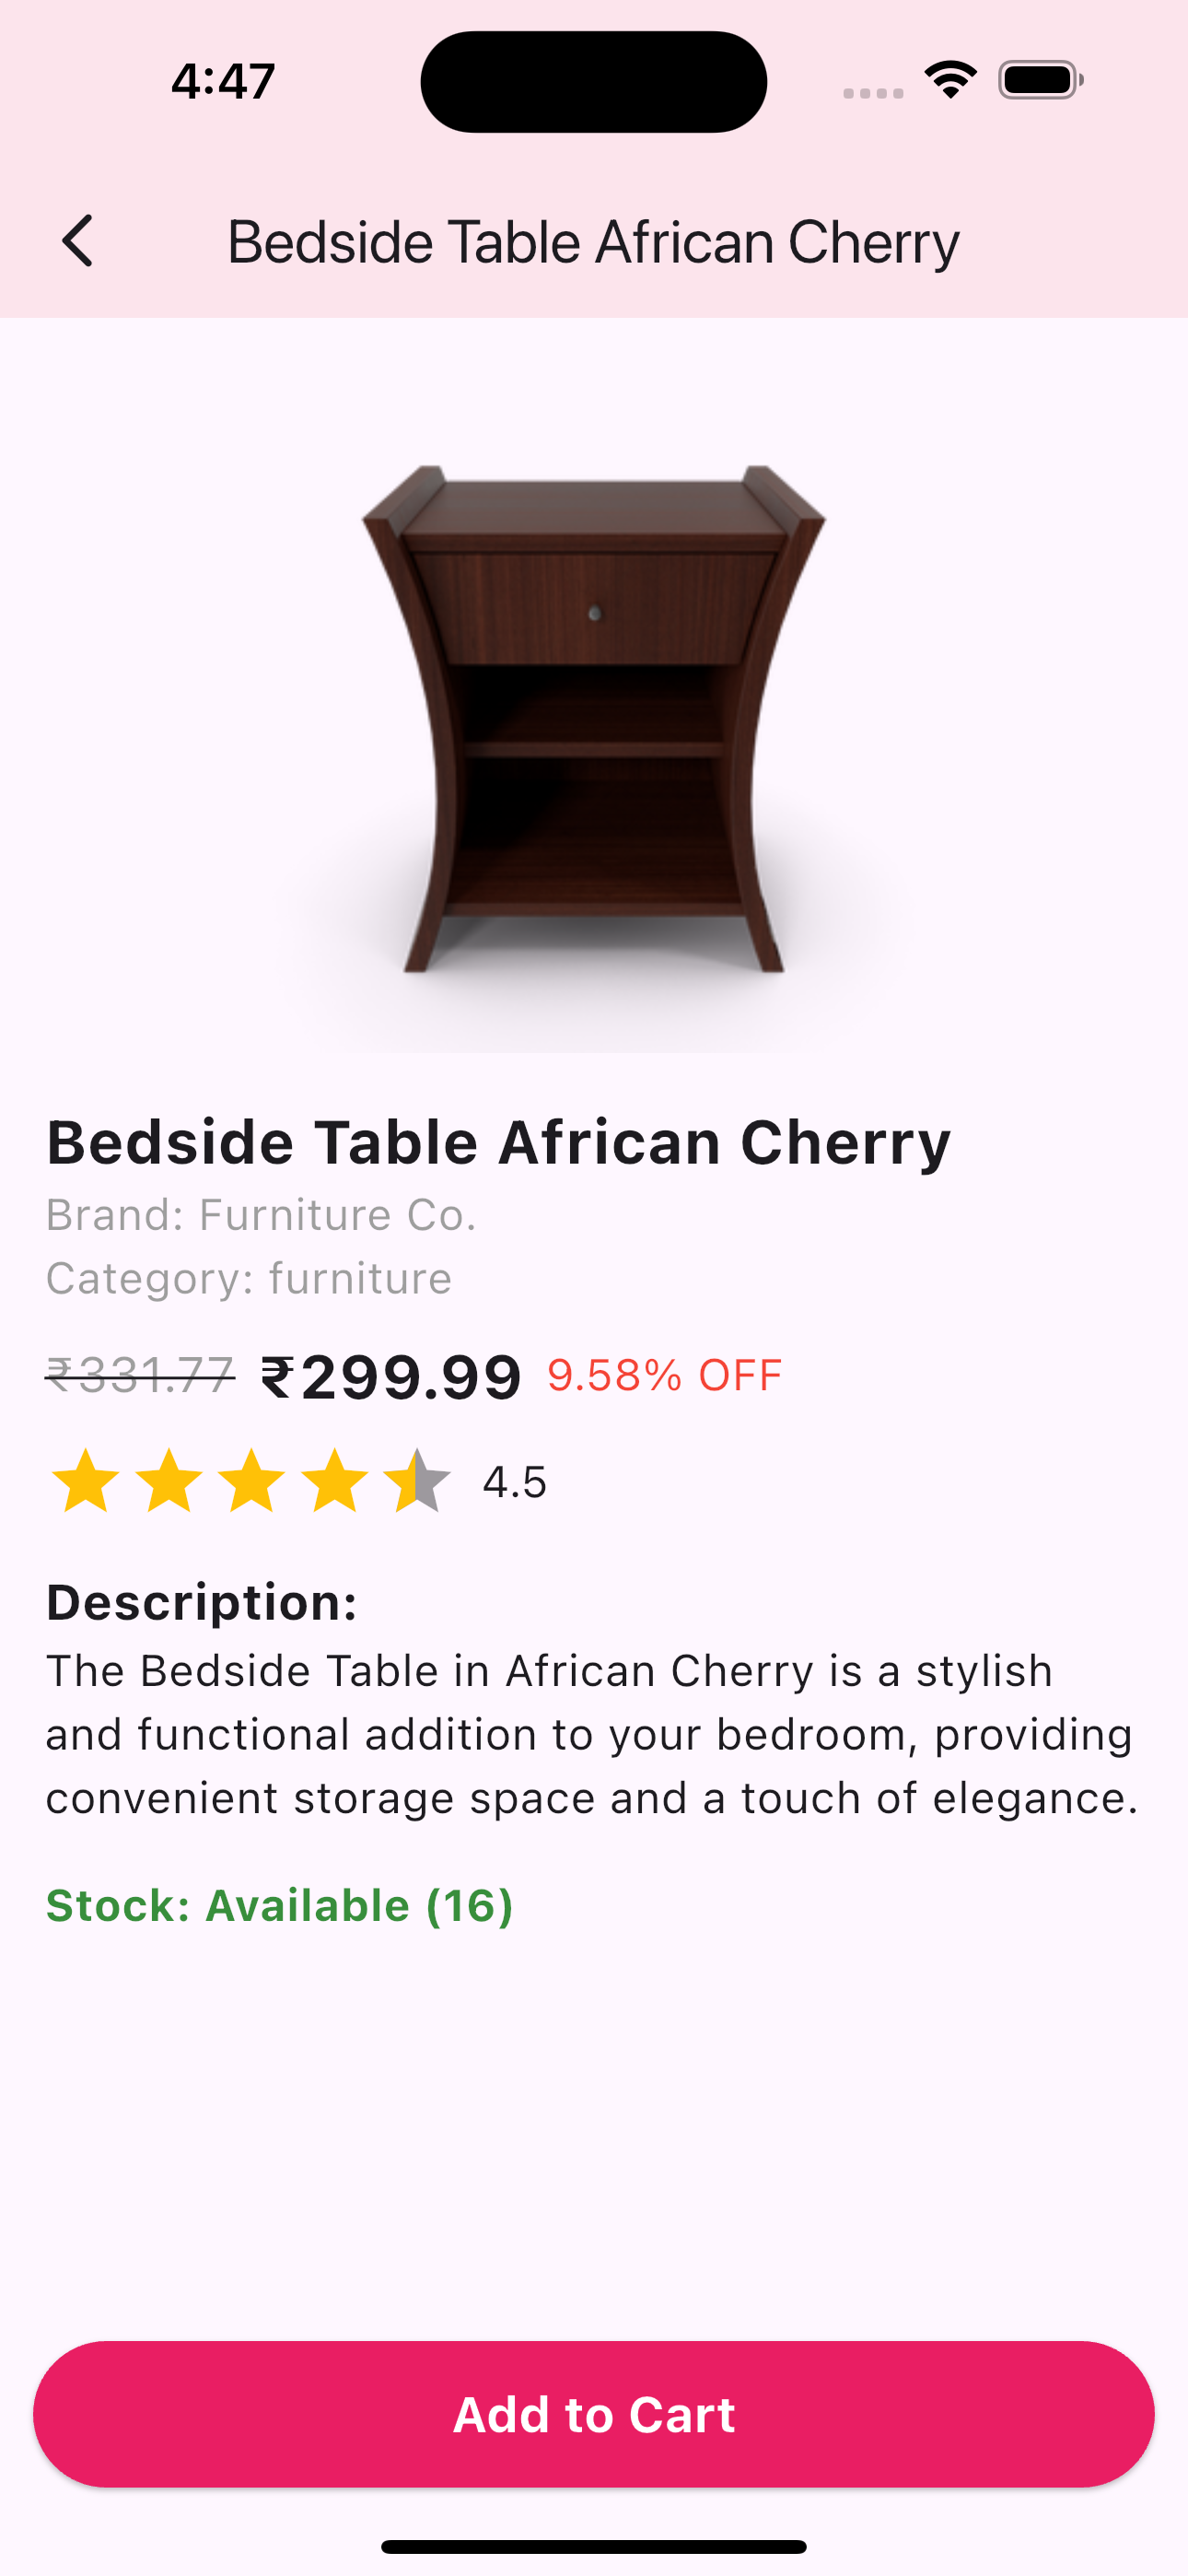 4:47
Bedside Table African Cherry
Bedside Table African Cherry
Brand: Furniture Co.
Category: furniture
₹331.77 ₹299.99 9.58% OFF
4.5
Description:
The Bedside Table in African Cherry is a stylish
and functional addition to your bedroom, providing
convenient storage space and a touch of elegance.
Stock: Available (16)
Add to Cart